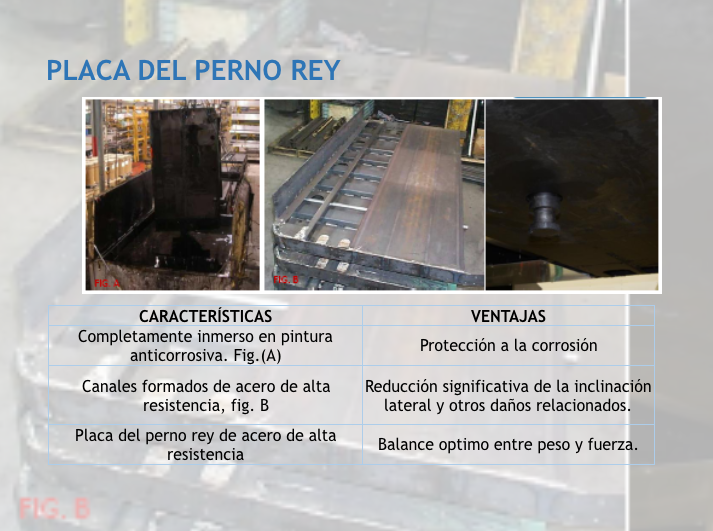 PLACA DEL PERNO REY
FIG. A
FIG. B
CARACTERÍSTICAS
VENTAJAS
Completamente inmerso en pintura
anticorrosiva. Fig.(A)
Protección a la corrosión
Canales formados de acero de alta
resistencia, fig. B
Reducción significativa de la inclinación
lateral y otros daños relacionados.
Placa del perno rey de acero de alta
resistencia
Balance optimo entre peso y fuerza.
FIG. B